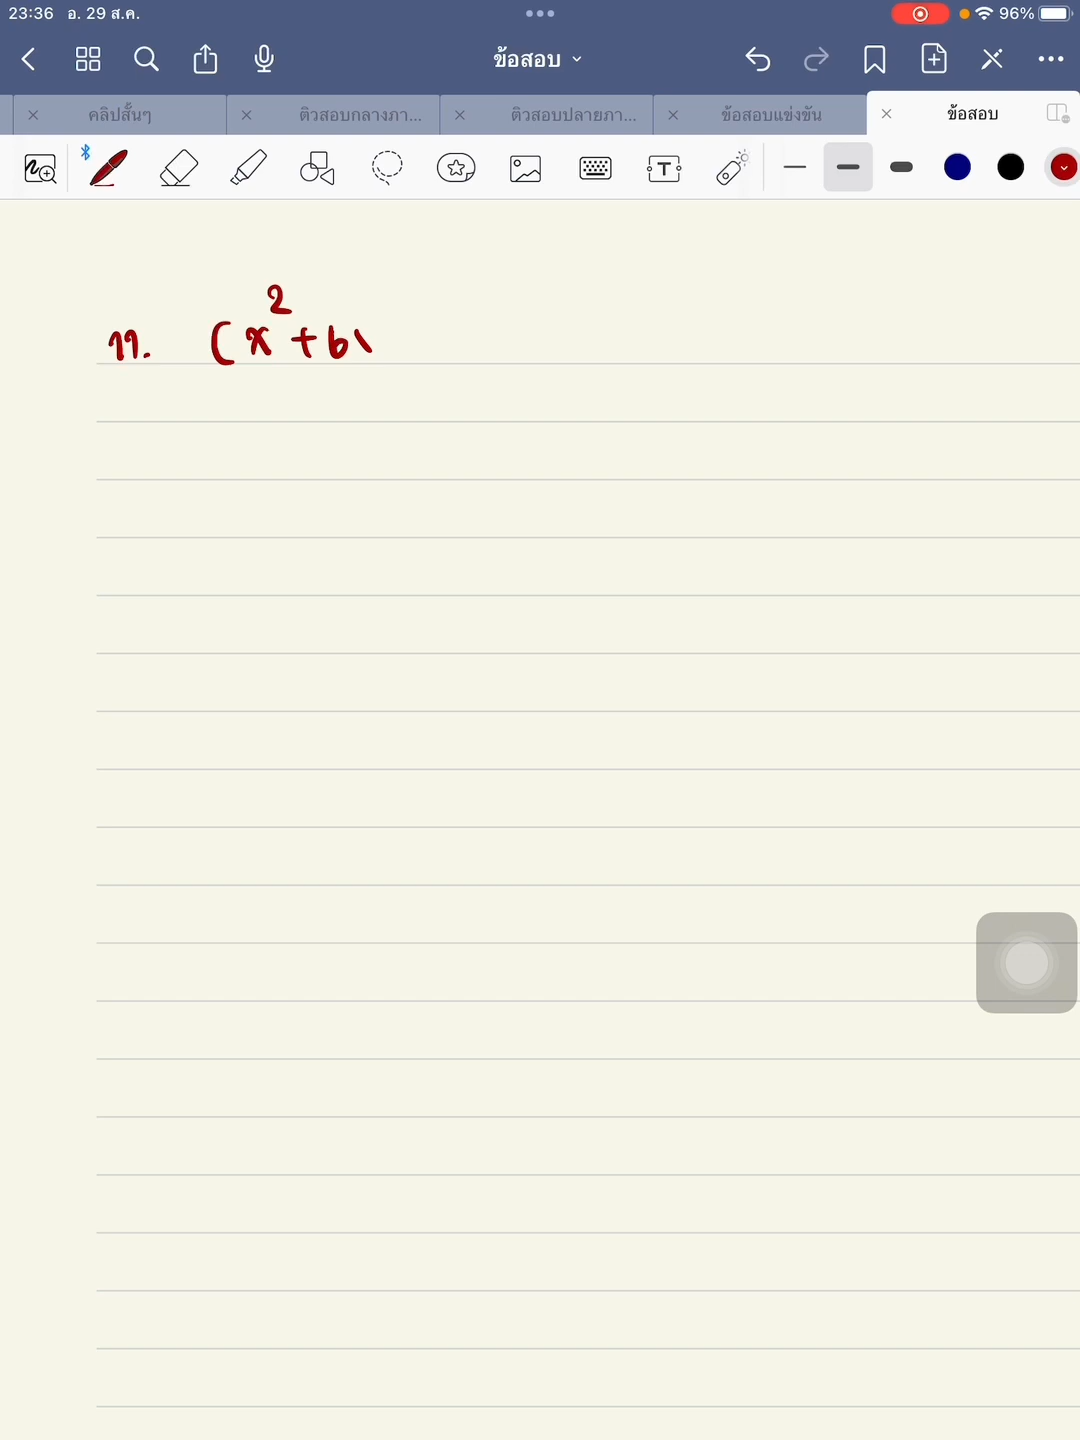 23:36 อ. 29 ส.ค. 96%
ข้อสอบ
คลิปสั้นๆ ติวสอบกลางภา... ติวสอบปลายภา... ข้อสอบแข่งขัน ข้อสอบ
11. (x²+6